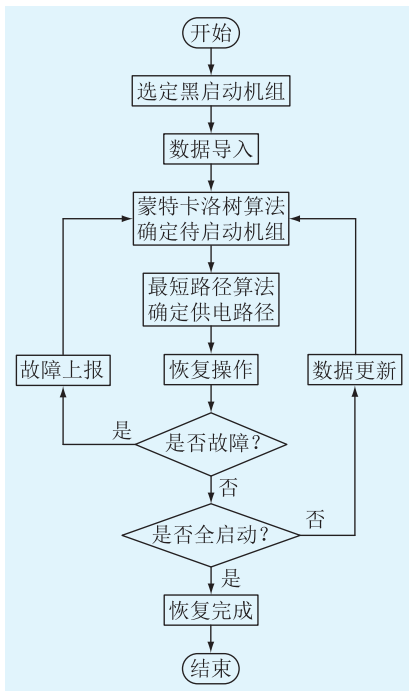 开始
选定黑启动机组
数据导入
蒙特卡洛树算法
确定待启动机组
最短路径算法
确定供电路径
故障上报
恢复操作
数据更新
是
是否故障？
否
是否全启动？
否
是
恢复完成
结束